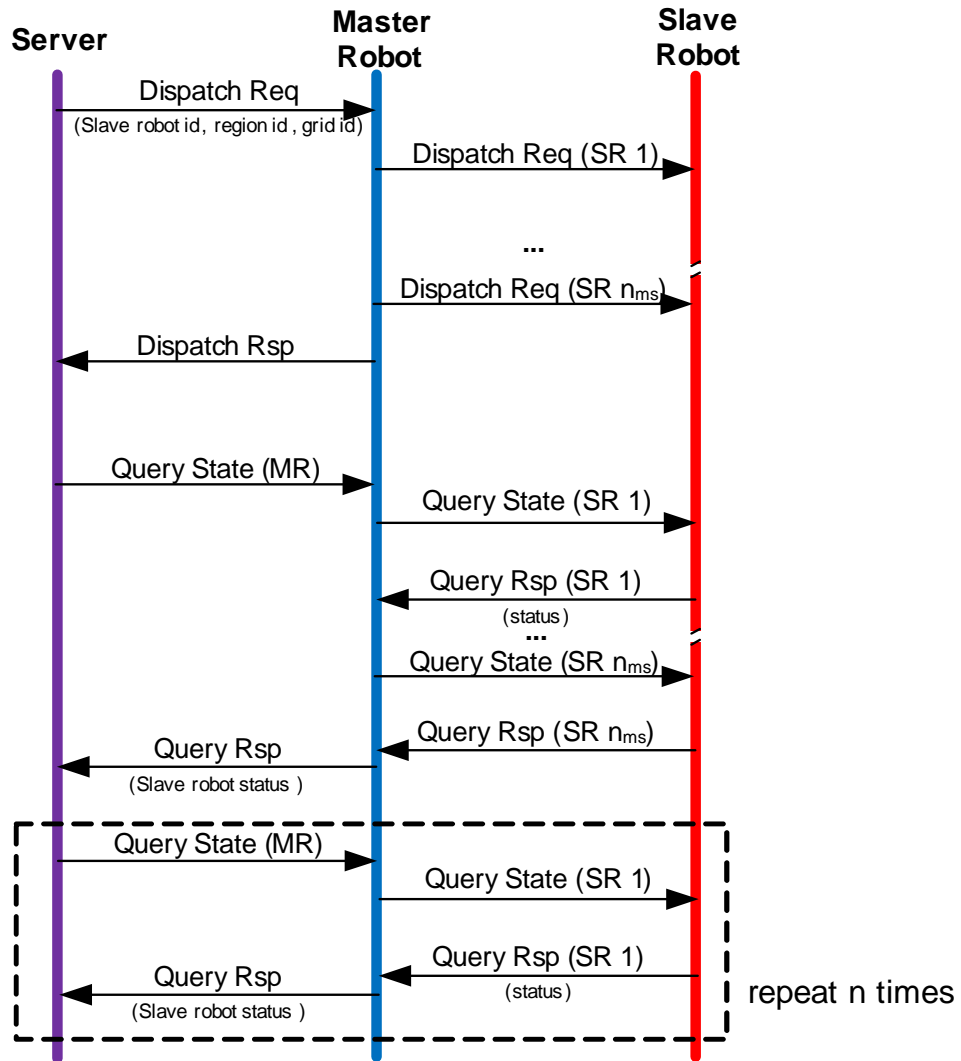 Server
Master
Robot
Slave
Robot
Dispatch Req
(Slave robot id, region id, grid id)
Dispatch Req (SR 1)
...
Dispatch Req (SR nms)
Dispatch Rsp
Query State (MR)
Query State (SR 1)
Query Rsp (SR 1)
(status)
...
Query State (SR nms)
Query Rsp (SR nms)
Query Rsp
(Slave robot status )
Query State (MR)
Query State (SR 1)
Query Rsp (SR 1)
(status)
Query Rsp
(Slave robot status )
repeat n times